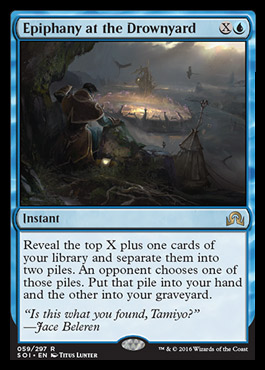 Epiphany at the Drownyard X
Instant
Reveal the top X plus one cards of
your library and separate them into
two piles. An opponent chooses one of
those piles. Put that pile into your hand
and the other into your graveyard.
“Is this what you found, Tamiyo?”
—Jace Beleren
059/297 R
SOI • EN TITUS LUNTER
™ & © 2016 Wizards of the Coast